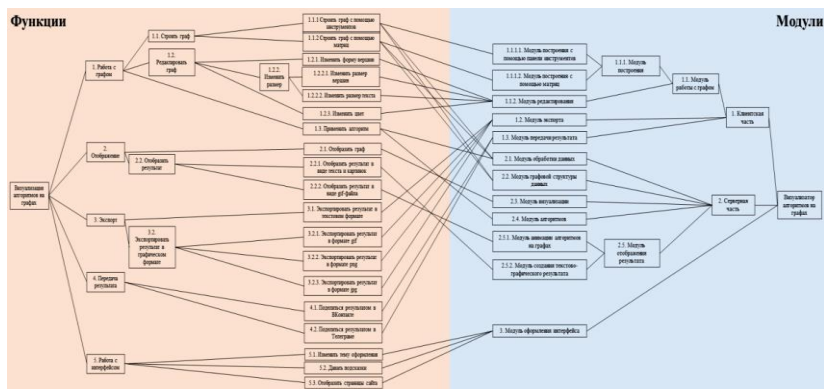 Функции
Модули
Визуализация
алгоритмов на
графах
1. Работа с
графом
2.
Отображение
3. Экспорт
4. Передача
результата
5. Работа с
интерфейсом
1.1. Строить граф
1.2.
Редактировать
граф
2.2. Отобразить
результат
3.2.
Экспортировать
результат в
графическом
формате
1.2.2.
Изменить
размер
1.1.1 Строить граф с помощью
инструментов
1.1.2 Строить граф с помощью
матриц
1.2.1. Изменить форму вершин
1.2.2.1. Изменить размер
вершин
1.2.2.2. Изменить размер текста
1.2.3. Изменить цвет
1.3. Применить алгоритм
2.1. Отобразить граф
2.2.1 Отобразить результат в
виде текста и картинок
2.2.2. Отобразить результат в
виде gif-файла
3.1. Экспортировать результат в
текстовом формате
3.2.1. Экспортировать результат
в формате gif
3.2.2. Экспортировать результат
в формате png
3.2.3. Экспортировать результат
в формате jpg
4.1. Поделиться результатом в
ВКонтакте
4.2. Поделиться результатом в
Телеграме
5.1. Изменить тему оформления
5.2. Давать подсказки
5.3. Отобразить страницы сайта
1.1.1.1. Модуль построения с
помощью панели инструментов
1.1.1.2. Модуль построения с
помощью матриц
1.1.2. Модуль редактирования
1.2. Модуль экспорта
1.3. Модуль передачи результата
2.1. Модуль обработки данных
2.2. Модуль графовой структуры
данных
2.3. Модуль визуализации
2.4. Модуль алгоритмов
2.5.1. Модуль анимации алгоритмов
на графах
2.5.2. Модуль создания текстово-
графического результата
3. Модуль оформления интерфейса
1.1.1. Модуль
построения
1.1. Модуль
работы с графом
1. Клиентская
часть
2. Серверная
часть
2.5. Модуль
отображения
результата
Визуализатор
алгоритмов на
графах